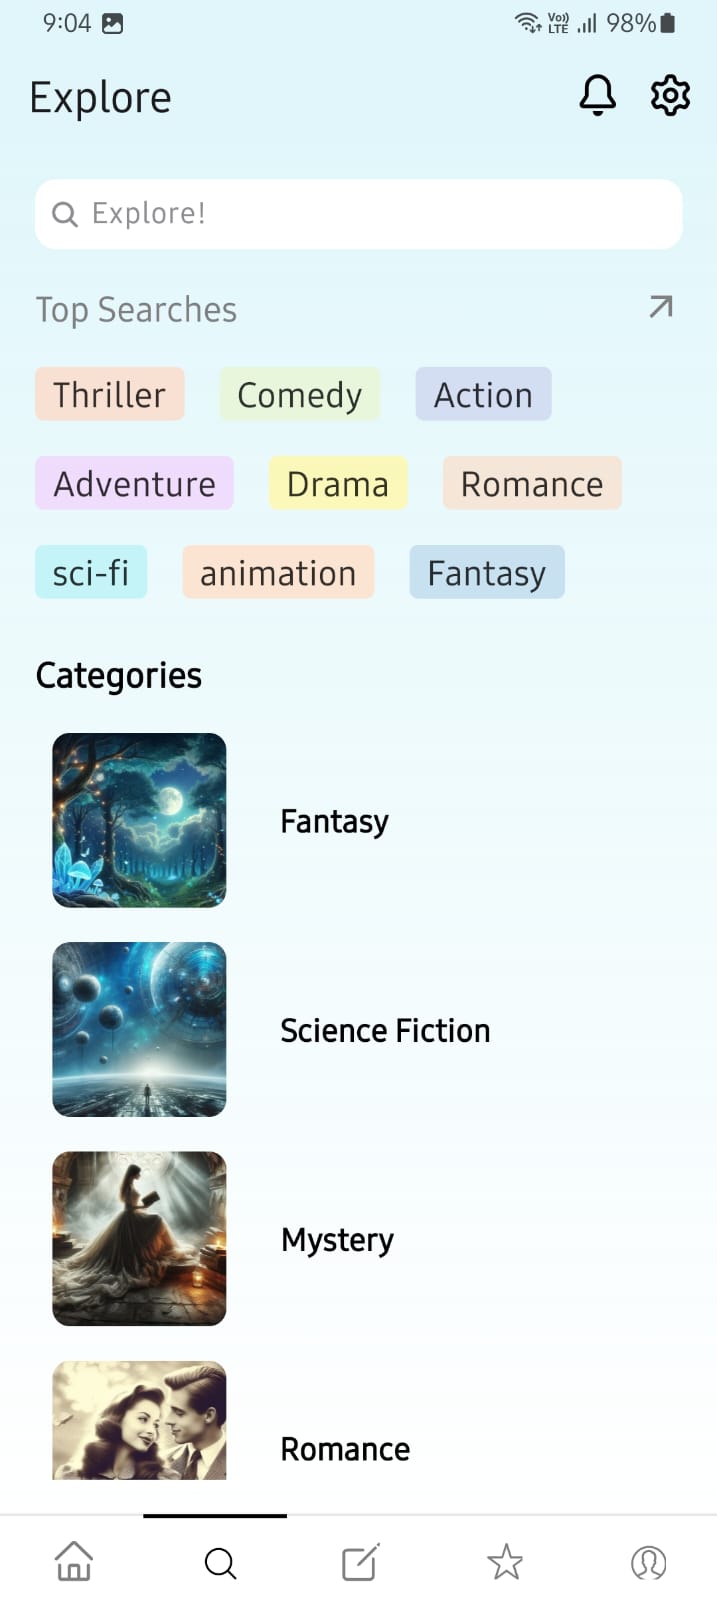 9:04 Vo) LTE 98%
Explore
Explore!
Top Searches
Thriller Comedy Action
Adventure Drama Romance
sci-fi animation Fantasy
Categories
Fantasy
Science Fiction
Mystery
Romance